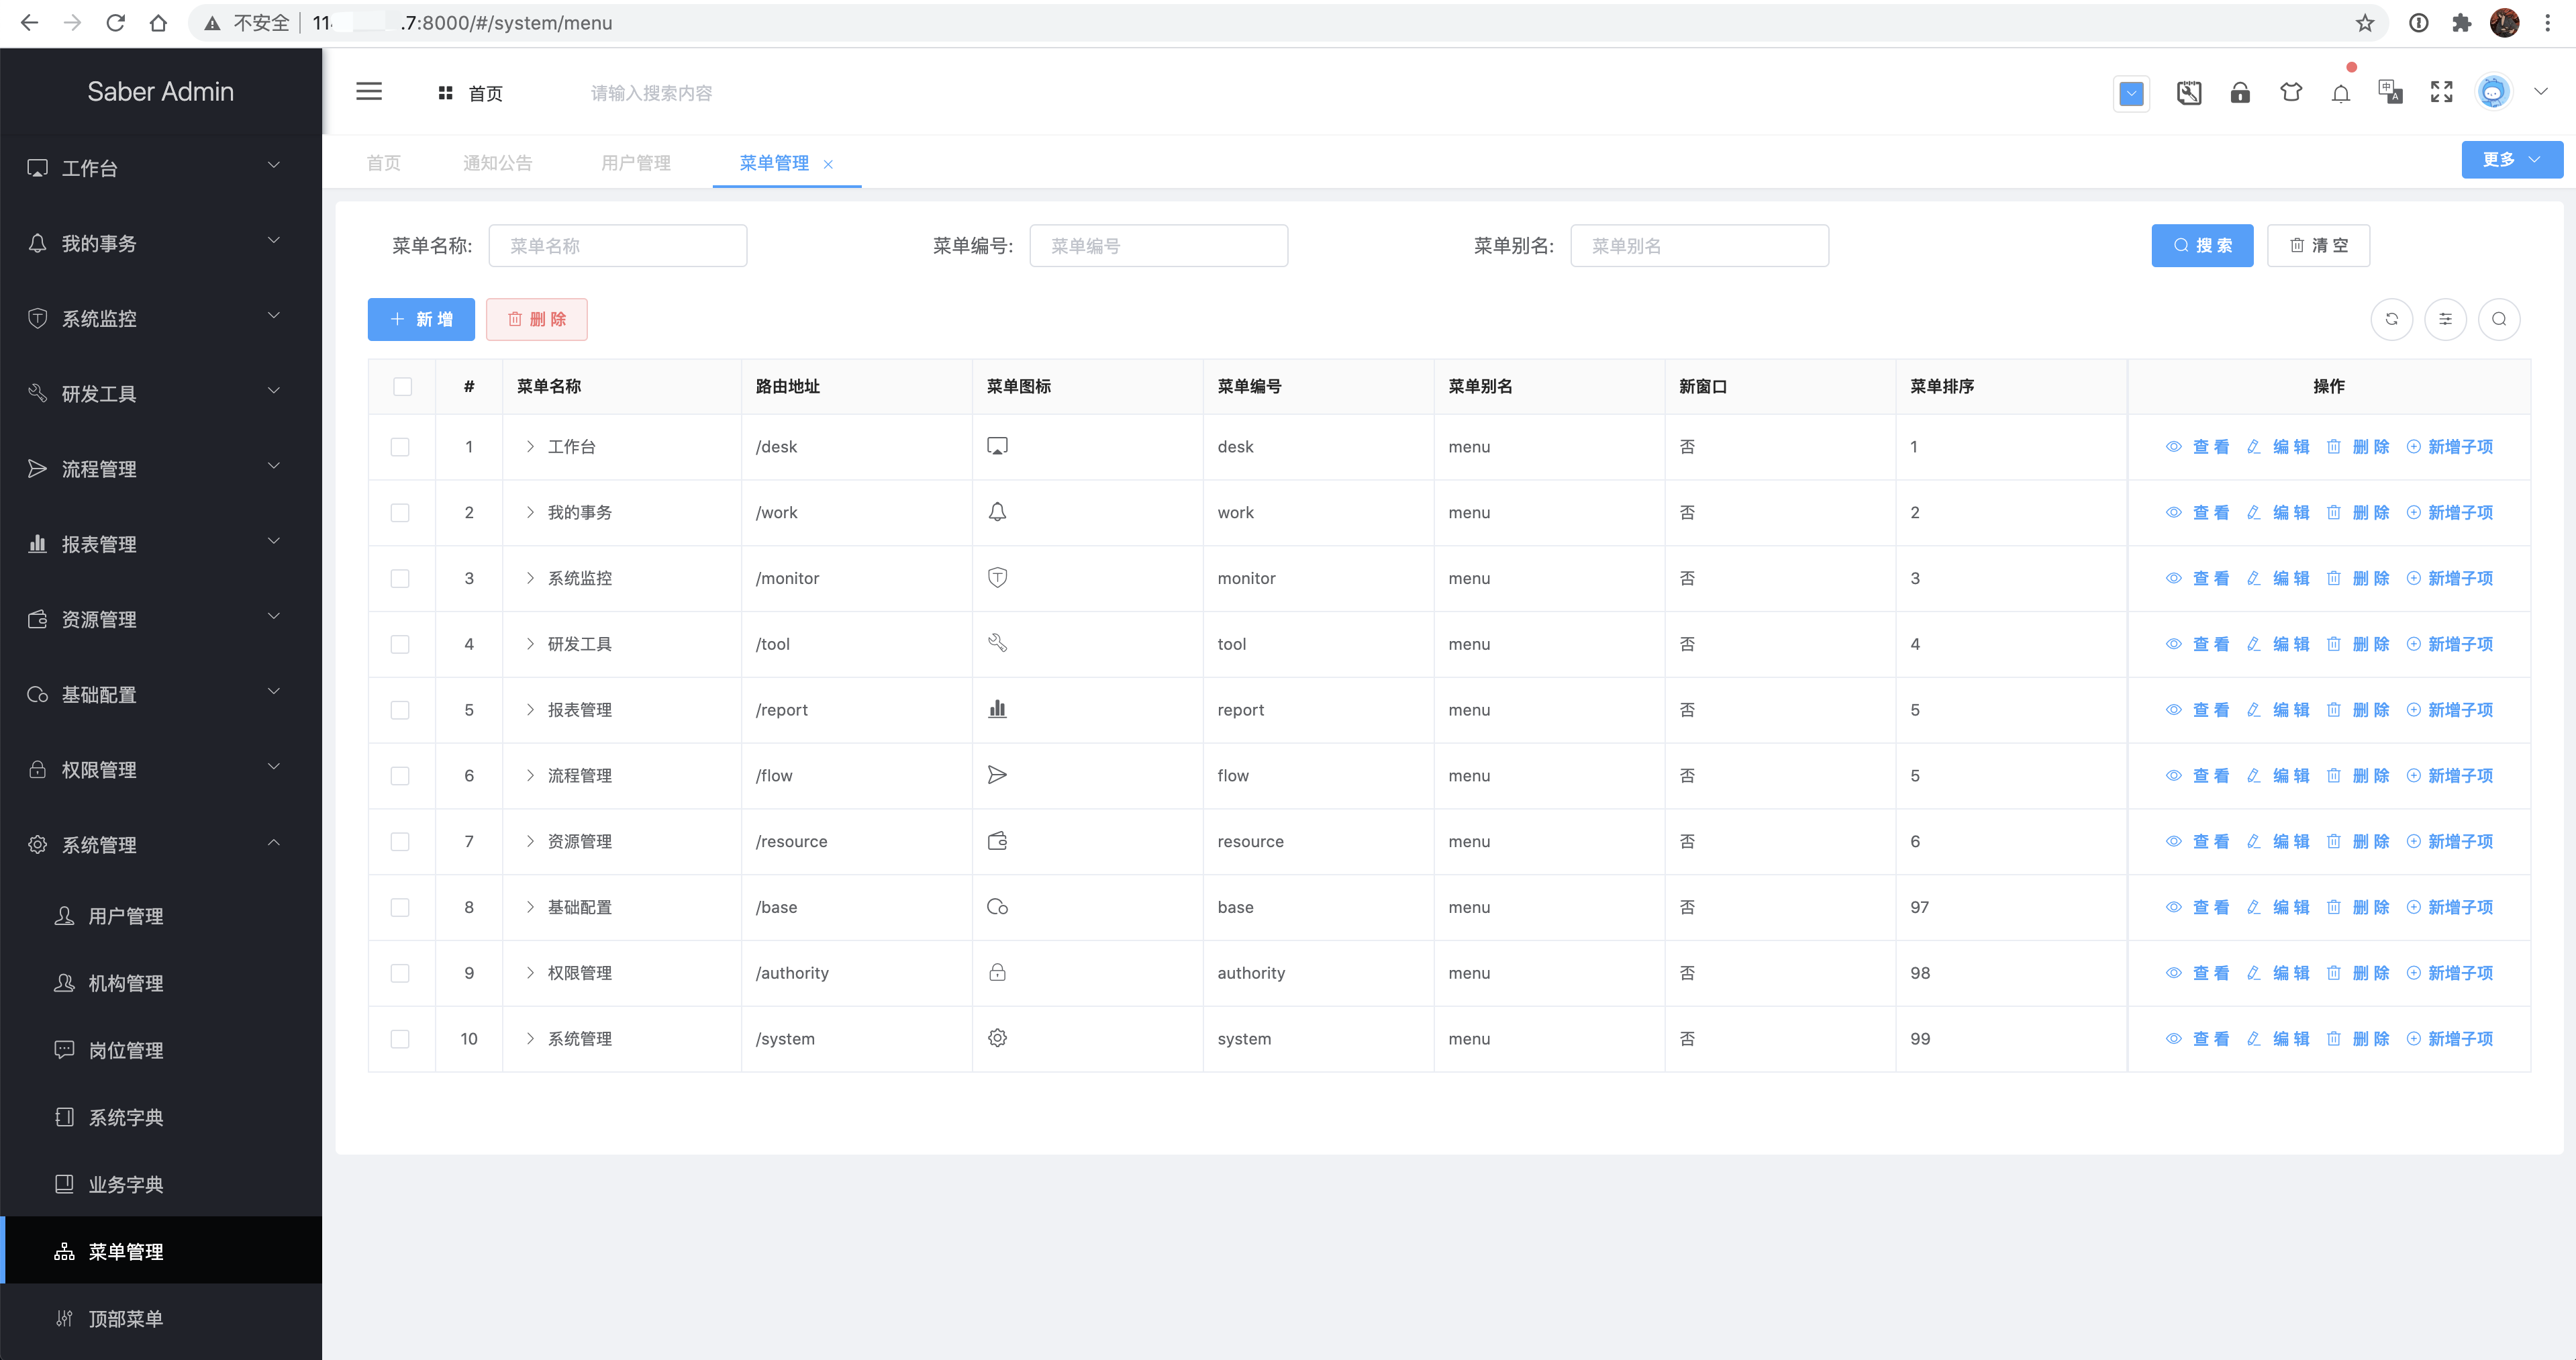 不安全 11 .7:8000/#/system/menu
Saber Admin
首页 请输入搜索内容
首页 通知公告 用户管理 菜单管理 更多
工作台
我的事务
系统监控
研发工具
流程管理
报表管理
资源管理
基础配置
权限管理
系统管理
用户管理
机构管理
岗位管理
系统字典
业务字典
菜单管理
顶部菜单
菜单名称: 菜单名称 菜单编号: 菜单编号 菜单别名: 菜单别名 搜 索 清 空
新 增 删 除
# 菜单名称 路由地址 菜单图标 菜单编号 菜单别名 新窗口 菜单排序 操作
1 工作台 /desk desk menu 否 1 查 看 编 辑 删 除 新增子项
2 我的事务 /work work menu 否 2 查 看 编 辑 删 除 新增子项
3 系统监控 /monitor monitor menu 否 3 查 看 编 辑 删 除 新增子项
4 研发工具 /tool tool menu 否 4 查 看 编 辑 删 除 新增子项
5 报表管理 /report report menu 否 5 查 看 编 辑 删 除 新增子项
6 流程管理 /flow flow menu 否 5 查 看 编 辑 删 除 新增子项
7 资源管理 /resource resource menu 否 6 查 看 编 辑 删 除 新增子项
8 基础配置 /base base menu 否 97 查 看 编 辑 删 除 新增子项
9 权限管理 /authority authority menu 否 98 查 看 编 辑 删 除 新增子项
10 系统管理 /system system menu 否 99 查 看 编 辑 删 除 新增子项